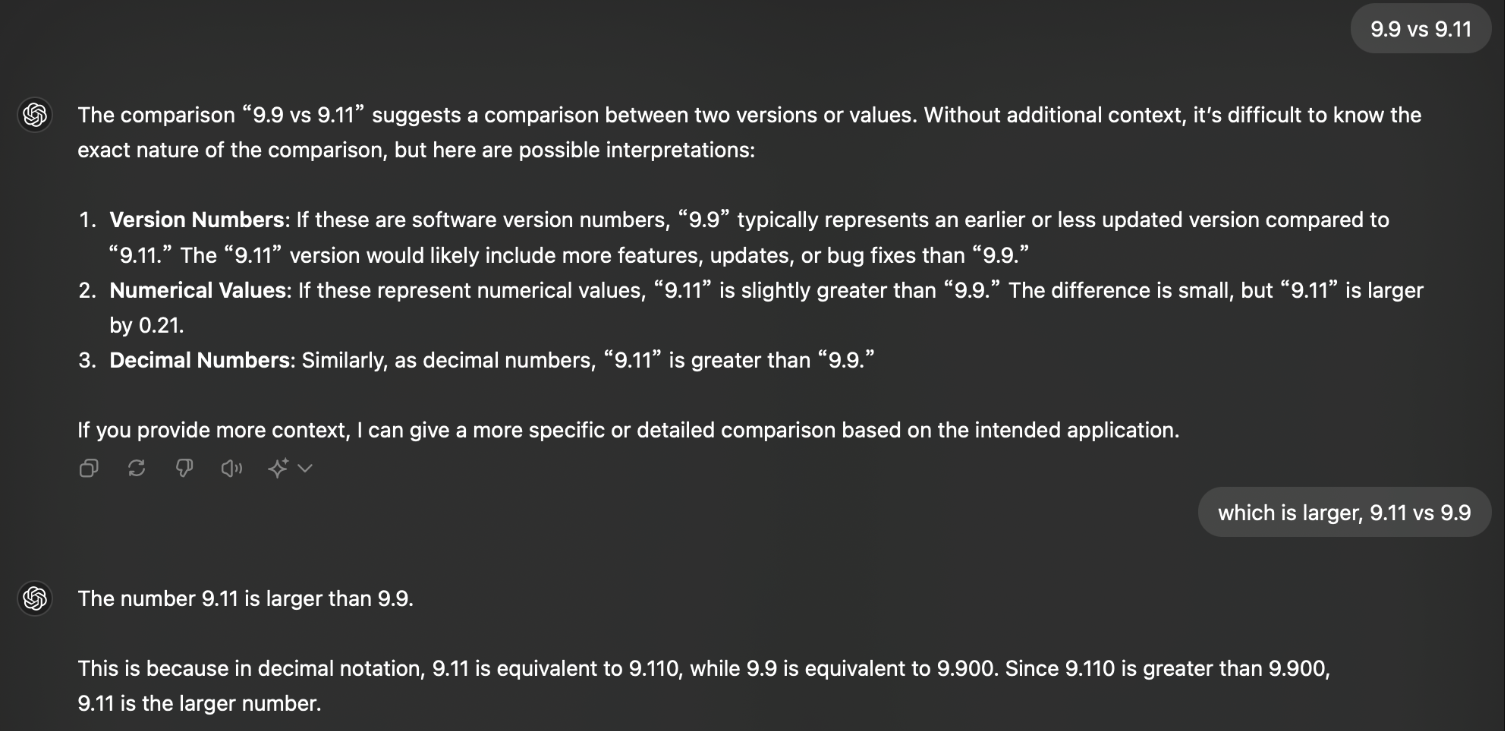 9.9 vs 9.11
The comparison “9.9 vs 9.11” suggests a comparison between two versions or values. Without additional context, it’s difficult to know the
exact nature of the comparison, but here are possible interpretations:
1. Version Numbers: If these are software version numbers, “9.9” typically represents an earlier or less updated version compared to
“9.11.” The “9.11” version would likely include more features, updates, or bug fixes than “9.9.”
2. Numerical Values: If these represent numerical values, “9.11” is slightly greater than “9.9.” The difference is small, but “9.11” is larger
by 0.21.
3. Decimal Numbers: Similarly, as decimal numbers, “9.11” is greater than “9.9.”
If you provide more context, I can give a more specific or detailed comparison based on the intended application.
which is larger, 9.11 vs 9.9
The number 9.11 is larger than 9.9.
This is because in decimal notation, 9.11 is equivalent to 9.110, while 9.9 is equivalent to 9.900. Since 9.110 is greater than 9.900,
9.11 is the larger number.